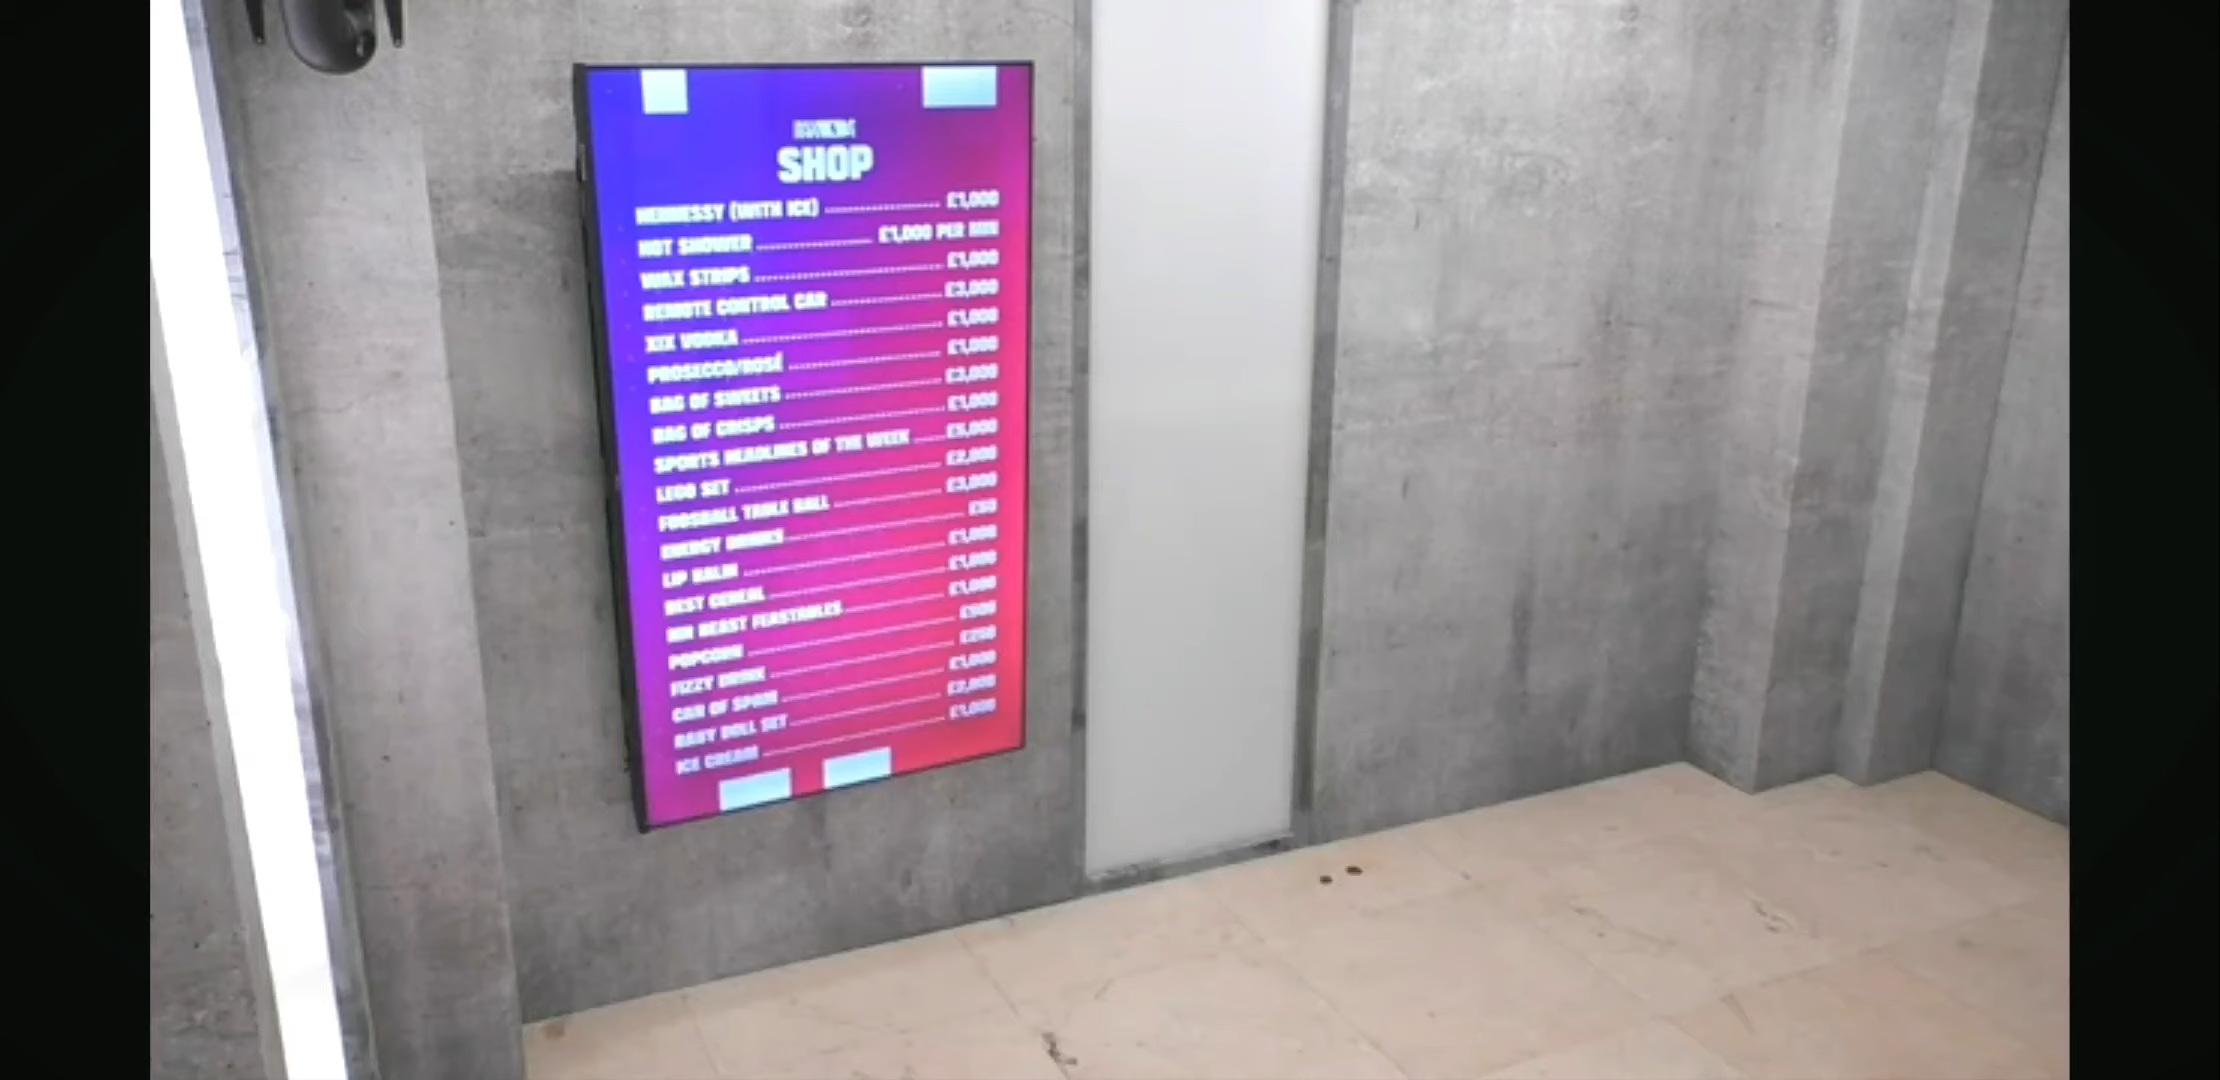 SHOP
HENNESSY (WITH ICE) .................... £1,000
HOT SHOWER .................... £1,000 PER MIN
WAX STRIPS .................... £1,000
REMOTE CONTROL CAR .................... £3,000
XIX VODKA .................... £1,000
PROSECCO/ROSÉ .................... £1,000
BAG OF SWEETS .................... £3,000
BAG OF CRISPS .................... £1,000
SPORTS HEADLINES OF THE WEEK ...... £5,000
LEGO SET .................... £2,000
FOOSBALL TABLE BALL .................... £3,000
ENERGY DRINKS .................... £50
LIP BALM .................... £1,000
BEST CEREAL .................... £1,000
MR BEAST FEASTABLES .................... £1,000
POPCORN .................... £500
FIZZY DRINK .................... £250
CAN OF SPAM .................... £1,000
BABY DOLL SET .................... £2,000
ICE CREAM .................... £1,000